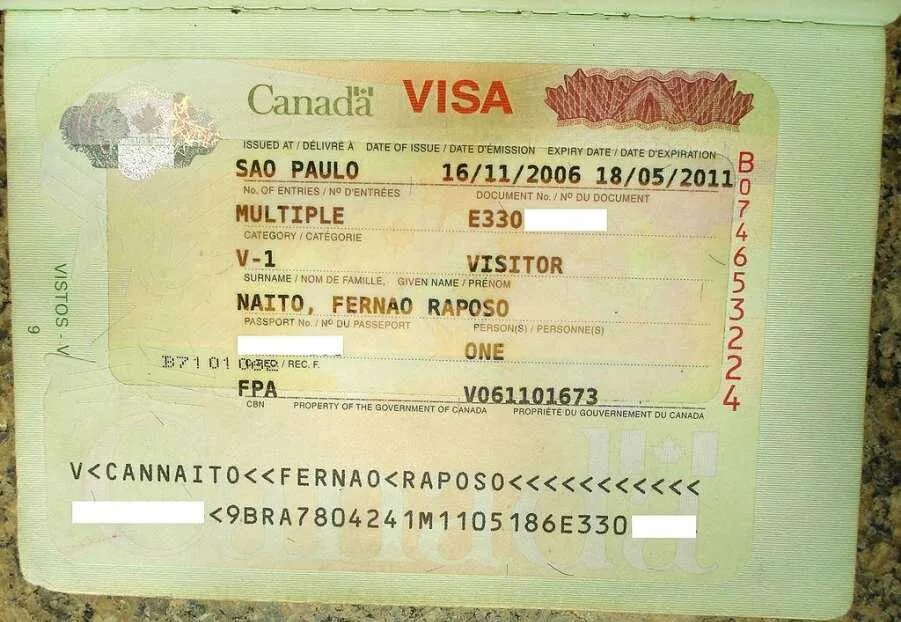 Canada VISA
ISSUED AT / DÉLIVRÉ À DATE OF ISSUE / DATE D'ÉMISSION EXPIRY DATE / DATE D'EXPIRATION
SAO PAULO 16/11/2006 18/05/2011
No. OF ENTRIES / Nº D'ENTRÉES DOCUMENT No. / Nº DU DOCUMENT
MULTIPLE E330
CATEGORY / CATÉGORIE
V-1 VISITOR
SURNAME / NOM DE FAMILLE, GIVEN NAME / PRÉNOM
NAITO, FERNAO RAPOSO
PASSPORT No. / Nº DU PASSEPORT PERSON(S) / PERSONNE(S)
ONE
/ REC. F.
FPA V061101673
CBN PROPERTY OF THE GOVERNMENT OF CANADA PROPRIÉTÉ DU GOUVERNEMENT DU CANADA
B074653224
VISTOS - V
9
V<CANNAITO<<FERNAO<RAPOSO<<<<<<<<<<<
<9BRA7804241M1105186E330
Canada